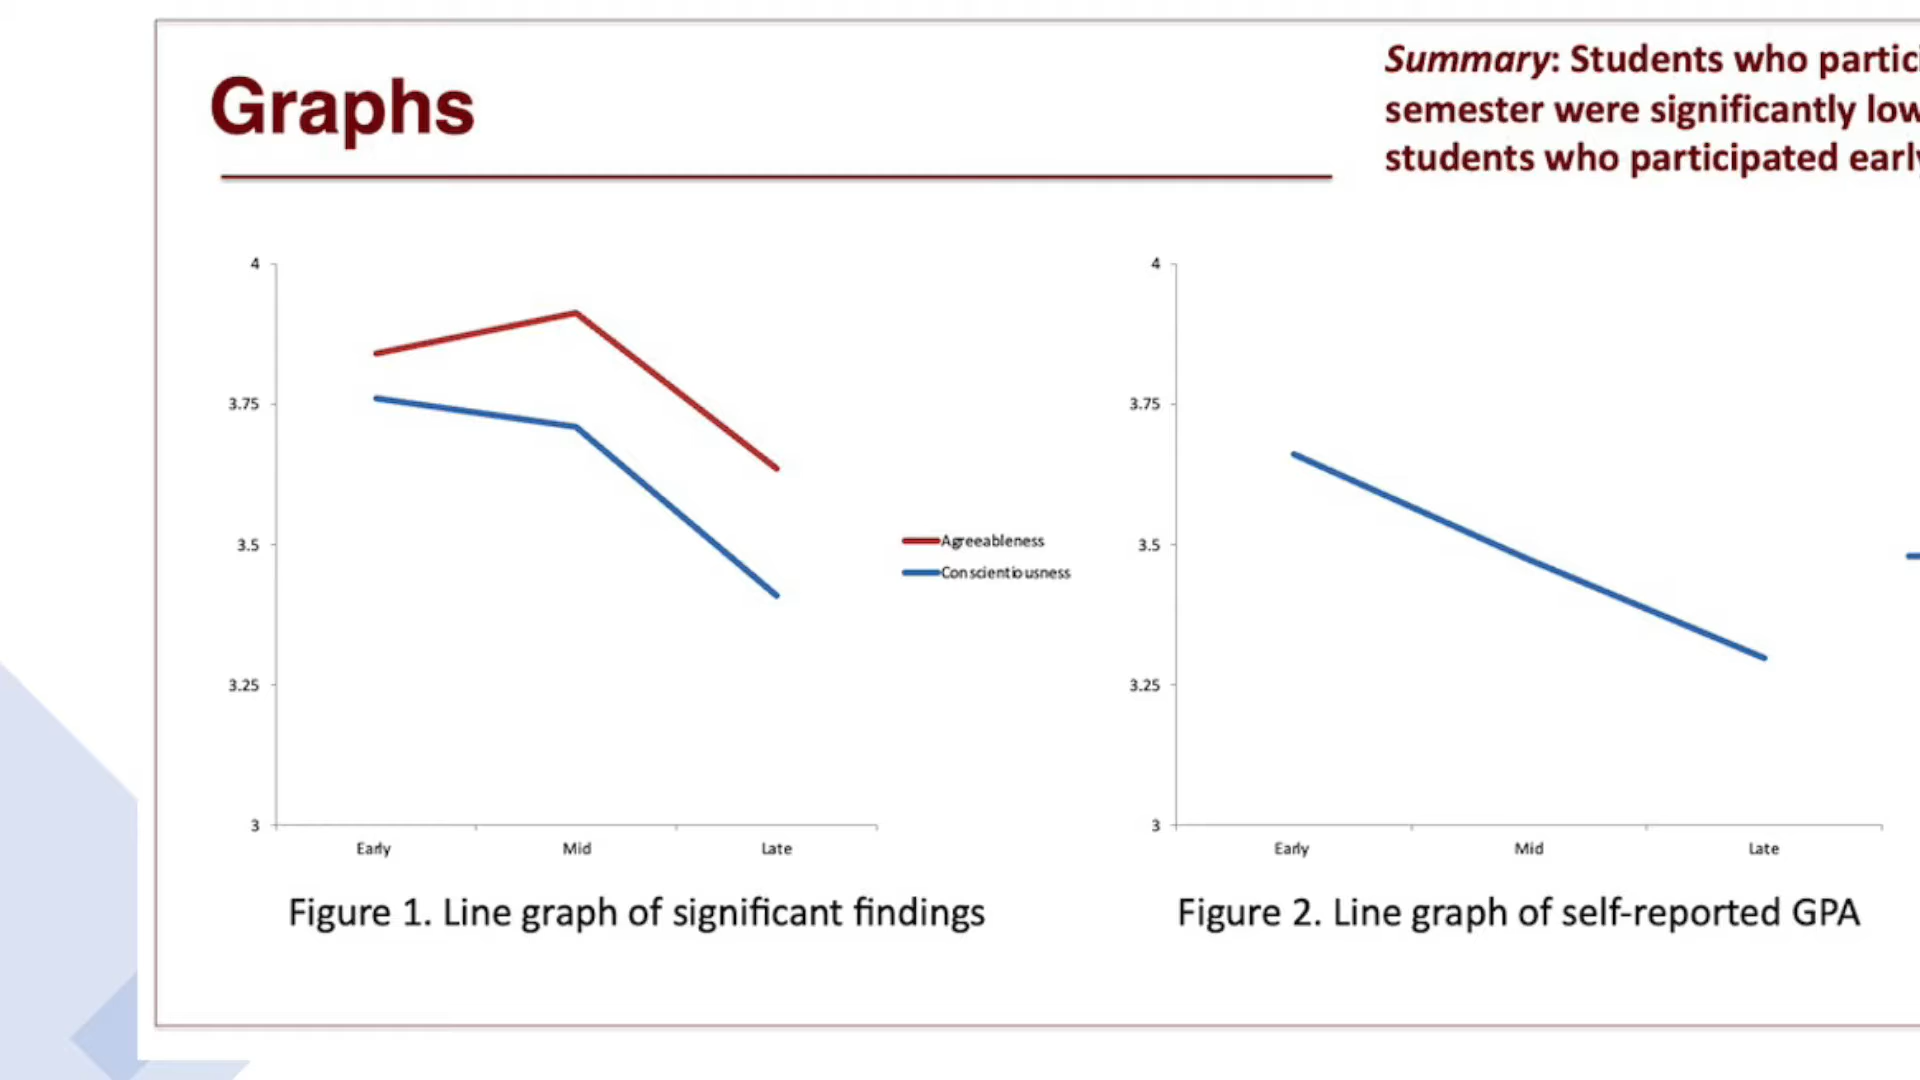 Graphs
Summary: Students who partici
semester were significantly low
students who participated early
4
3.75
3.5
3.25
3
Early
Mid
Late
Agreeableness
Conscientiousness
Figure 1. Line graph of significant findings
4
3.75
3.5
3.25
3
Early
Mid
Late
Figure 2. Line graph of self-reported GPA